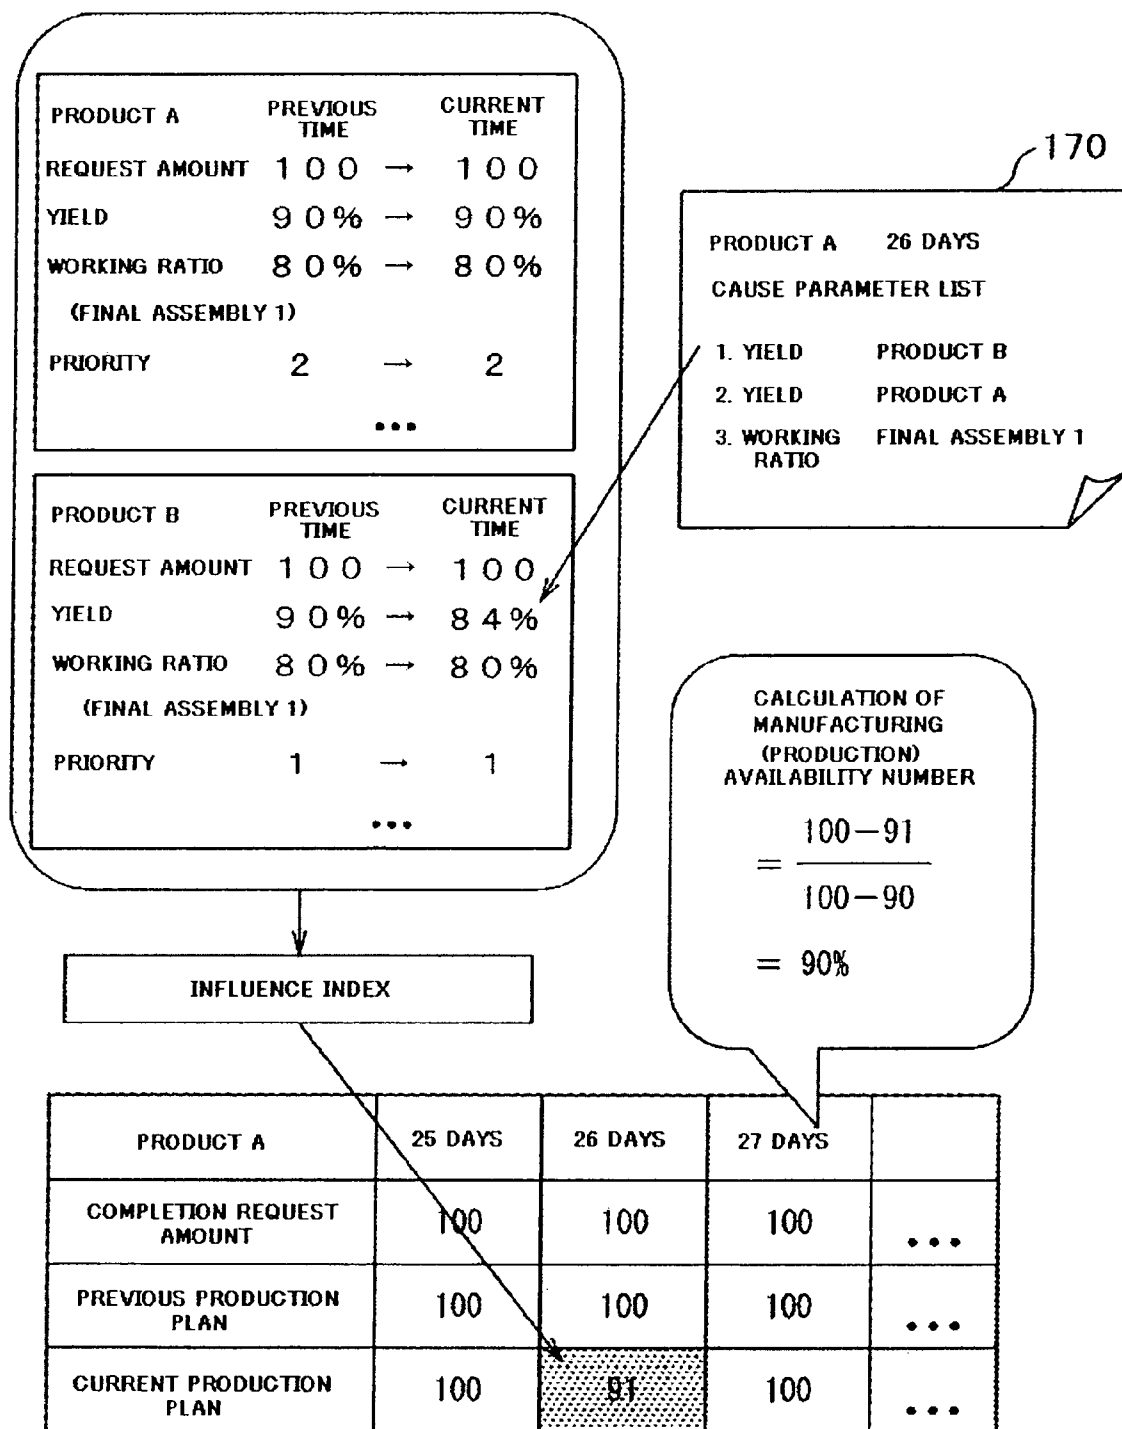 PRODUCT A PREVIOUS TIME CURRENT TIME
REQUEST AMOUNT 100 → 100
YIELD 90% → 90%
WORKING RATIO 80% → 80%
(FINAL ASSEMBLY 1)
PRIORITY 2 → 2
•••
PRODUCT B PREVIOUS TIME CURRENT TIME
REQUEST AMOUNT 100 → 100
YIELD 90% → 84%
WORKING RATIO 80% → 80%
(FINAL ASSEMBLY 1)
PRIORITY 1 → 1
•••
170
PRODUCT A 26 DAYS
CAUSE PARAMETER LIST
1. YIELD PRODUCT B
2. YIELD PRODUCT A
3. WORKING RATIO FINAL ASSEMBLY 1
CALCULATION OF
MANUFACTURING
(PRODUCTION)
AVAILABILITY NUMBER
= 100-91
100-90
= 90%
INFLUENCE INDEX
PRODUCT A 25 DAYS 26 DAYS 27 DAYS
COMPLETION REQUEST AMOUNT 100 100 100 •••
PREVIOUS PRODUCTION PLAN 100 100 100 •••
CURRENT PRODUCTION PLAN 100 91 100 •••